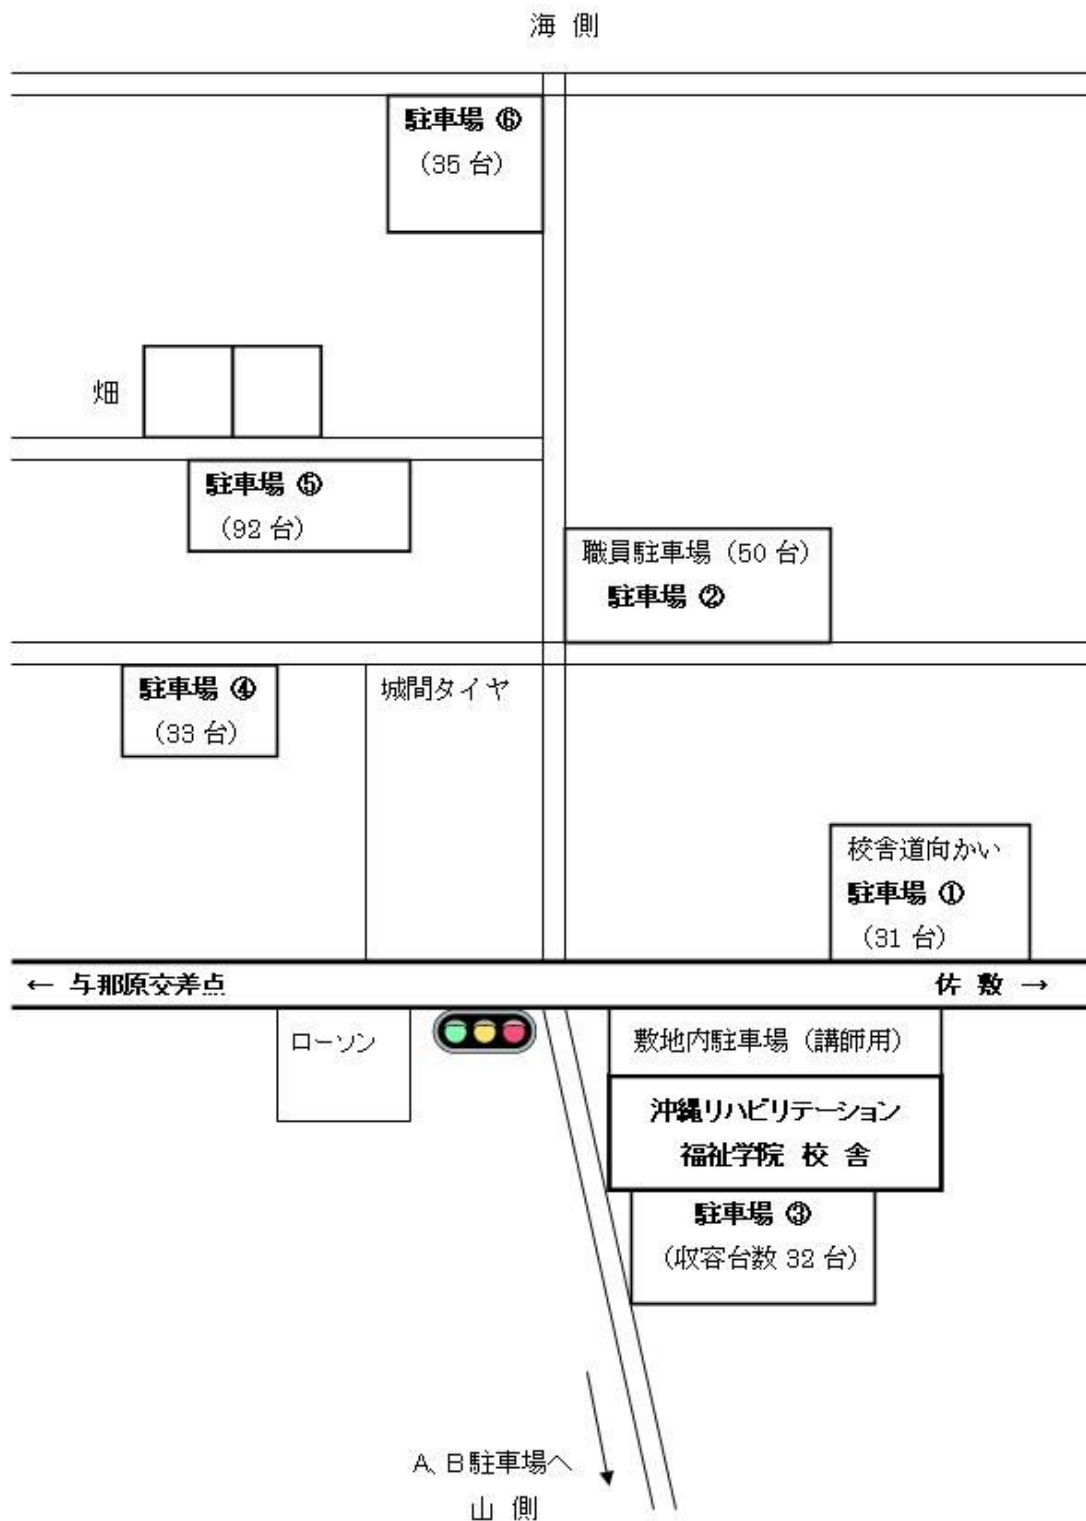 海 側
駐車場 ⑥
(35 台)
畑
駐車場 ⑤
(92 台)
職員駐車場 (50 台)
駐車場 ②
駐車場 ④
(33 台)
城間タイヤ
校舎道向かい
駐車場 ①
(31 台)
← 与那原交差点
佐 敷 →
ローソン
敷地内駐車場 (講師用)
沖縄リハビリテーション
福祉学院 校 舎
駐車場 ③
(収容台数 32 台)
A、B駐車場へ
山 側